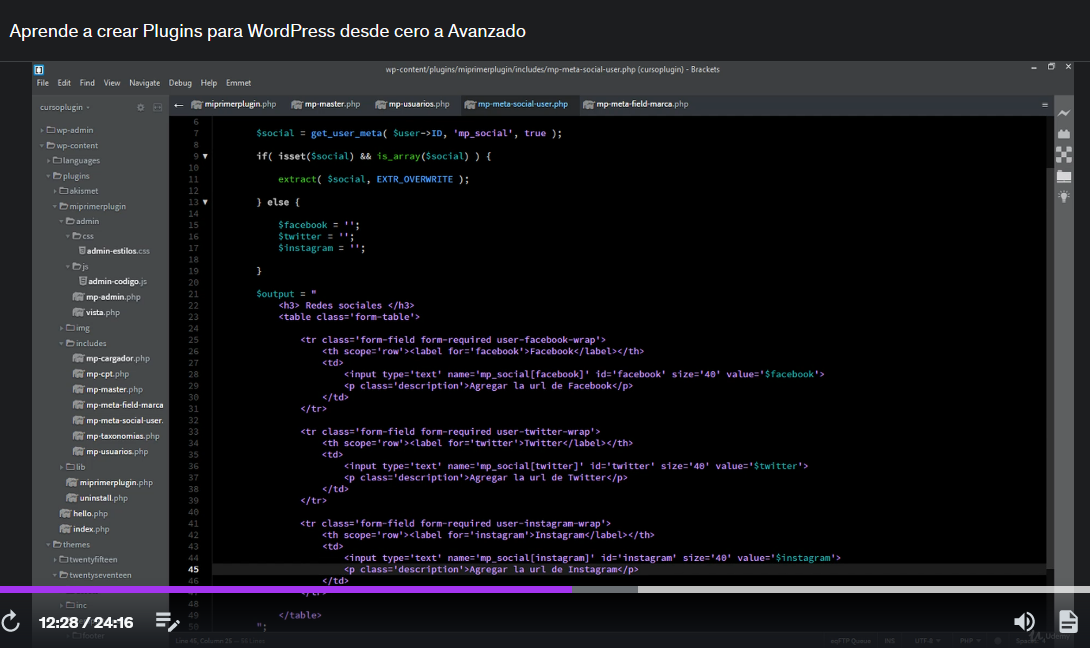 Aprende a crear Plugins para WordPress desde cero a Avanzado
wp-content/plugins/miprimerplugin/includes/mp-meta-social-user.php (cursoplugin) - Brackets
File Edit Find View Navigate Debug Help Emmet
cursoplugin
miprimerplugin.php mp-master.php mp-usuarios.php mp-meta-social-user.php mp-meta-field-marca.php
wp-admin
wp-content
languages
plugins
akismet
miprimerplugin
admin
css
admin-estilos.css
js
admin-codigo.js
mp-admin.php
vista.php
img
includes
mp-cargador.php
mp-cpt.php
mp-master.php
mp-meta-field-marca
mp-meta-social-user.
mp-taxonomias.php
mp-usuarios.php
lib
miprimerplugin.php
uninstall.php
hello.php
index.php
themes
twentyfifteen
twentyseventeen
inc
6
7 $social = get_user_meta( $user->ID, 'mp_social', true );
8
9 if( isset($social) && is_array($social) ) {
10
11 extract( $social, EXTR_OVERWRITE );
12
13 } else {
14
15 $facebook = '';
16 $twitter = '';
17 $instagram = '';
18
19 }
20
21 $output = "
22 <h3> Redes sociales </h3>
23 <table class='form-table'>
24
25 <tr class='form-field form-required user-facebook-wrap'>
26 <th scope='row'><label for='facebook'>Facebook</label></th>
27 <td>
28 <input type='text' name='mp_social[facebook]' id='facebook' size='40' value='$facebook'>
29 <p class='description'>Agregar la url de Facebook</p>
30 </td>
31 </tr>
32
33 <tr class='form-field form-required user-twitter-wrap'>
34 <th scope='row'><label for='twitter'>Twitter</label></th>
35 <td>
36 <input type='text' name='mp_social[twitter]' id='twitter' size='40' value='$twitter'>
37 <p class='description'>Agregar la url de Twitter</p>
38 </td>
39 </tr>
40
41 <tr class='form-field form-required user-instagram-wrap'>
42 <th scope='row'><label for='instagram'>Instagram</label></th>
43 <td>
44 <input type='text' name='mp_social[instagram]' id='instagram' size='40' value='$instagram'>
45 <p class='description'>Agregar la url de Instagram</p>
46 </td>
</tr>
48
49 </table>
50 ";
12:28 / 24:16